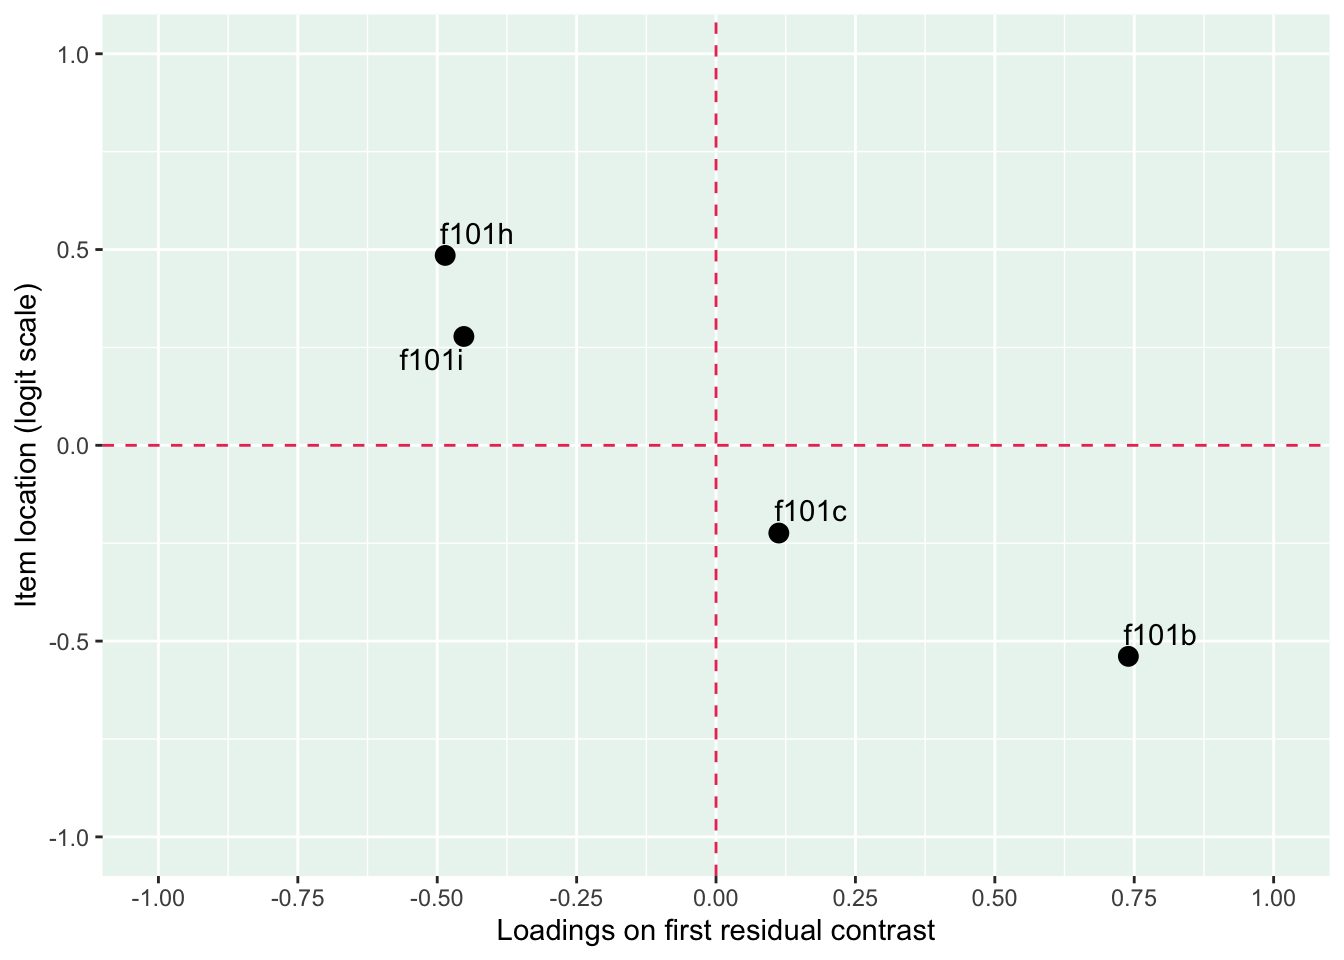 1.0
f101h
0.5
f101i
Item location (logit scale)
0.0
f101c
-0.5
f101b
-1.0
-1.00 -0.75 -0.50 -0.25 0.00 0.25 0.50 0.75 1.00
Loadings on first residual contrast